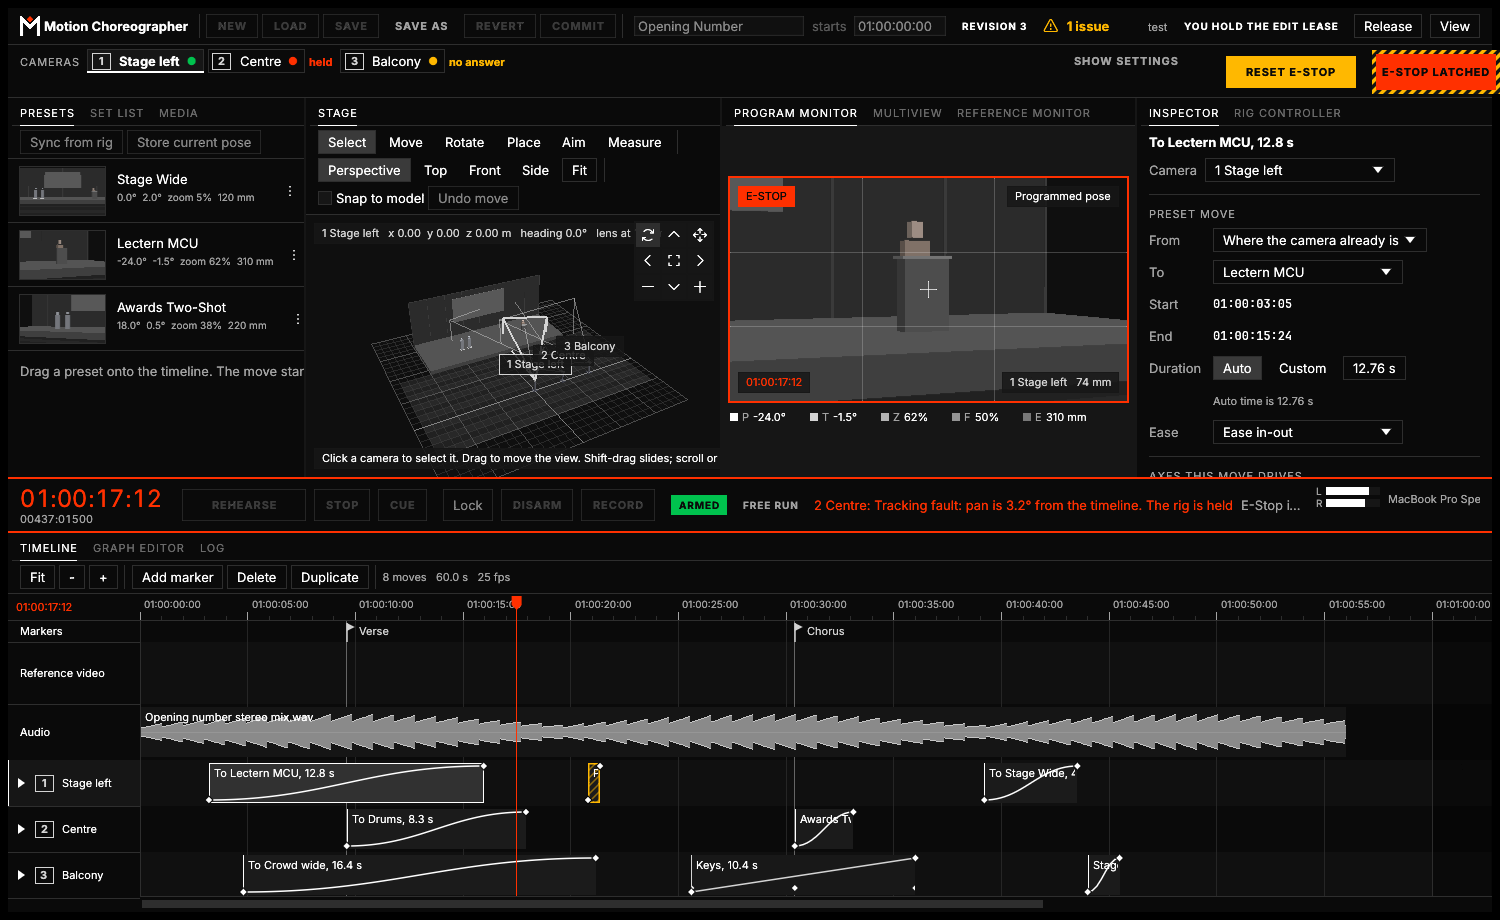 Motion Choreographer NEW LOAD SAVE SAVE AS REVERT COMMIT Opening Number starts 01:00:00:00 REVISION 3 1 issue test YOU HOLD THE EDIT LEASE Release View
CAMERAS 1 Stage left 2 Centre held 3 Balcony no answer SHOW SETTINGS RESET E-STOP E-STOP LATCHED
PRESETS SET LIST MEDIA
Sync from rig Store current pose
Stage Wide
0.0° 2.0° zoom 5% 120 mm
Lectern MCU
-24.0° -1.5° zoom 62% 310 mm
Awards Two-Shot
18.0° 0.5° zoom 38% 220 mm
Drag a preset onto the timeline. The move star
STAGE
Select Move Rotate Place Aim Measure
Perspective Top Front Side Fit
Snap to model Undo move
1 Stage left x 0.00 y 0.00 z 0.00 m heading 0.0° lens at
3 Balcony
2 Centre
1 Stage left
Click a camera to select it. Drag to move the view. Shift-drag slides; scroll or
PROGRAM MONITOR MULTIVIEW REFERENCE MONITOR
E-STOP Programmed pose
01:00:17:12 1 Stage left 74 mm
P -24.0° T -1.5° Z 62% F 50% E 310 mm
INSPECTOR RIG CONTROLLER
To Lectern MCU, 12.8 s
Camera 1 Stage left
PRESET MOVE
From Where the camera already is
To Lectern MCU
Start 01:00:03:05
End 01:00:15:24
Duration Auto Custom 12.76 s
Auto time is 12.76 s
Ease Ease in-out
AXES THIS MOVE DRIVES
01:00:17:12
00437:01500
REHEARSE STOP CUE Lock DISARM RECORD ARMED FREE RUN 2 Centre: Tracking fault: pan is 3.2° from the timeline. The rig is held E-Stop i... L R MacBook Pro Spe
TIMELINE GRAPH EDITOR LOG
Fit - + Add marker Delete Duplicate 8 moves 60.0 s 25 fps
01:00:17:12 01:00:00:00 01:00:05:00 01:00:10:00 01:00:15:00 01:00:20:00 01:00:25:00 01:00:30:00 01:00:35:00 01:00:40:00 01:00:45:00 01:00:50:00 01:00:55:00 01:01:00:00
Markers Verse Chorus
Reference video
Opening number stereo mix.wav
Audio
To Lectern MCU, 12.8 s P To Stage Wide, 4
1 Stage left
To Drums, 8.3 s Awards Tw
2 Centre
To Crowd wide, 16.4 s Keys, 10.4 s Stag
3 Balcony